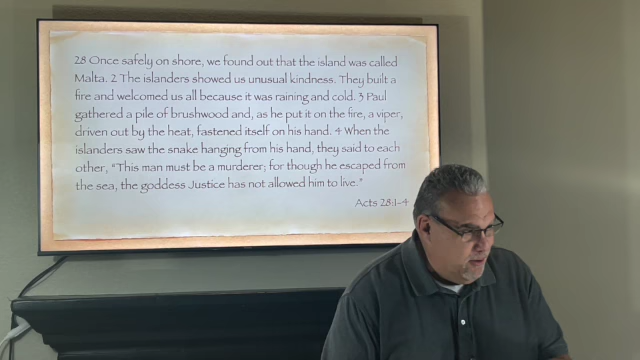 28 Once safely on shore, we found out that the island was called
Malta. 2 The islanders showed us unusual kindness. They built a
fire and welcomed us all because it was raining and cold. 3 Paul
gathered a pile of brushwood and, as he put it on the fire, a viper,
driven out by the heat, fastened itself on his hand. 4 When the
islanders saw the snake hanging from his hand, they said to each
other, “This man must be a murderer; for though he escaped from
the sea, the goddess Justice has not allowed him to live.”
Acts 28:1-4